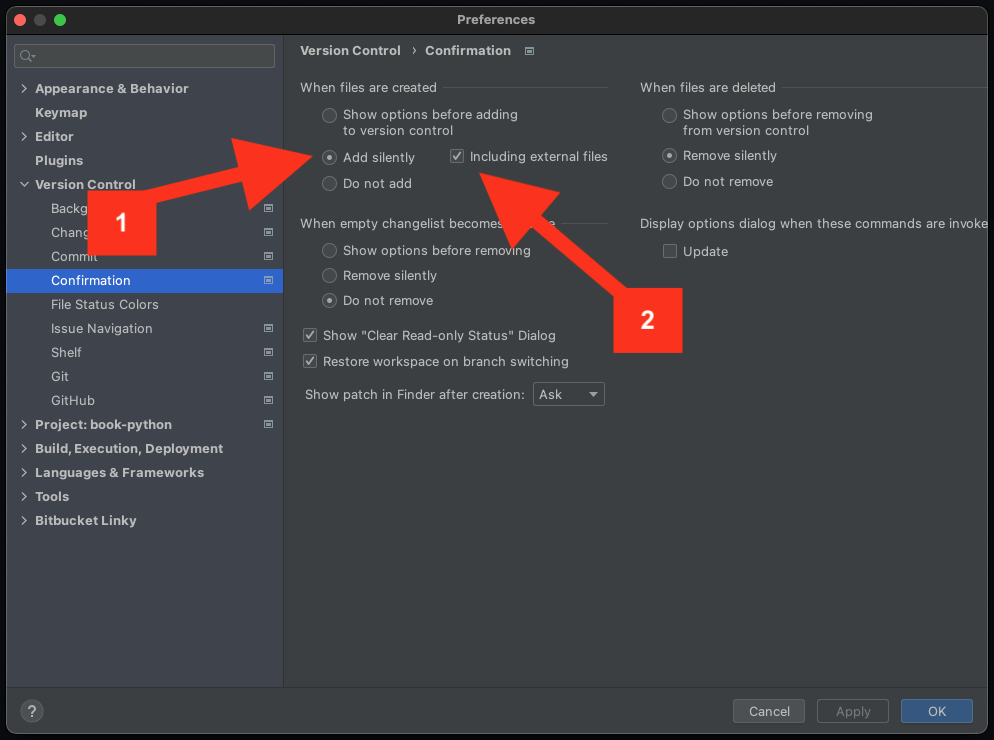 Preferences
Appearance & Behavior
Keymap
Editor
Plugins
Version Control
Backg
Chang
Commit
Confirmation
File Status Colors
Issue Navigation
Shelf
Git
GitHub
Project: book-python
Build, Execution, Deployment
Languages & Frameworks
Tools
Bitbucket Linky
Version Control › Confirmation
When files are created
Show options before adding
to version control
Add silently
Including external files
Do not add
When empty changelist becomes
Show options before removing
Remove silently
Do not remove
Show "Clear Read-only Status" Dialog
Restore workspace on branch switching
Show patch in Finder after creation: Ask
When files are deleted
Show options before removing
from version control
Remove silently
Do not remove
Display options dialog when these commands are invoke
Update
1
2
?
Cancel
Apply
OK